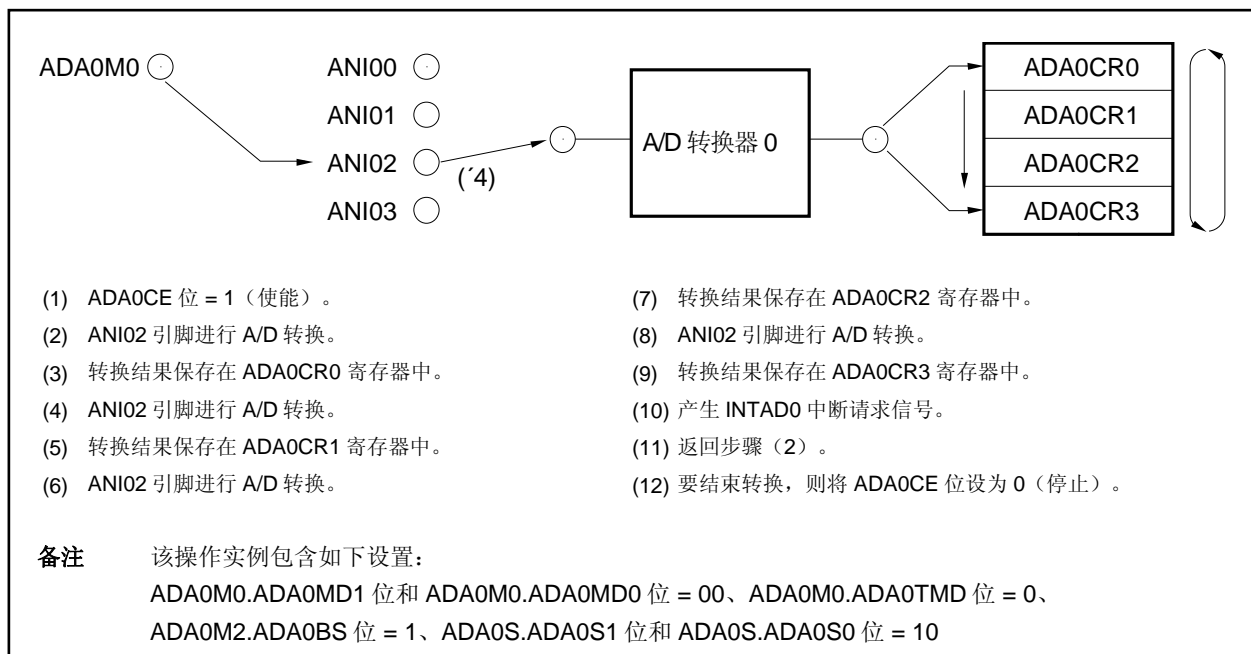 ADA0M0
ANI00
ANI01
ANI02
ANI03
(´4)
A/D 转换器 0
ADA0CR0
ADA0CR1
ADA0CR2
ADA0CR3
(1) ADA0CE 位 = 1（使能）。
(2) ANI02 引脚进行 A/D 转换。
(3) 转换结果保存在 ADA0CR0 寄存器中。
(4) ANI02 引脚进行 A/D 转换。
(5) 转换结果保存在 ADA0CR1 寄存器中。
(6) ANI02 引脚进行 A/D 转换。
(7) 转换结果保存在 ADA0CR2 寄存器中。
(8) ANI02 引脚进行 A/D 转换。
(9) 转换结果保存在 ADA0CR3 寄存器中。
(10) 产生 INTAD0 中断请求信号。
(11) 返回步骤（2）。
(12) 要结束转换，则将 ADA0CE 位设为 0（停止）。
备注 该操作实例包含如下设置：
ADA0M0.ADA0MD1 位和 ADA0M0.ADA0MD0 位 = 00、ADA0M0.ADA0TMD 位 = 0、
ADA0M2.ADA0BS 位 = 1、ADA0S.ADA0S1 位和 ADA0S.ADA0S0 位 = 10